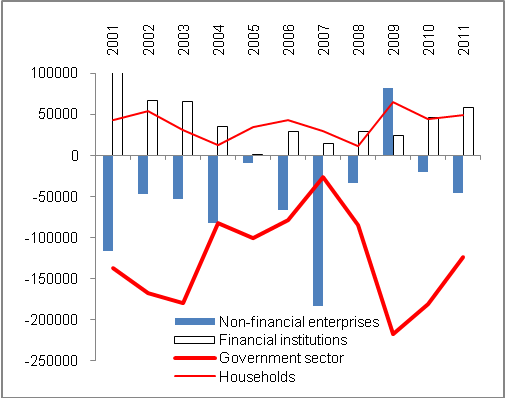 2001 2002 2003 2004 2005 2006 2007 2008 2009 2010 2011
100000
50000
0
-50000
-100000
-150000
-200000
-250000
Non-financial enterprises
Financial institutions
Government sector
Households